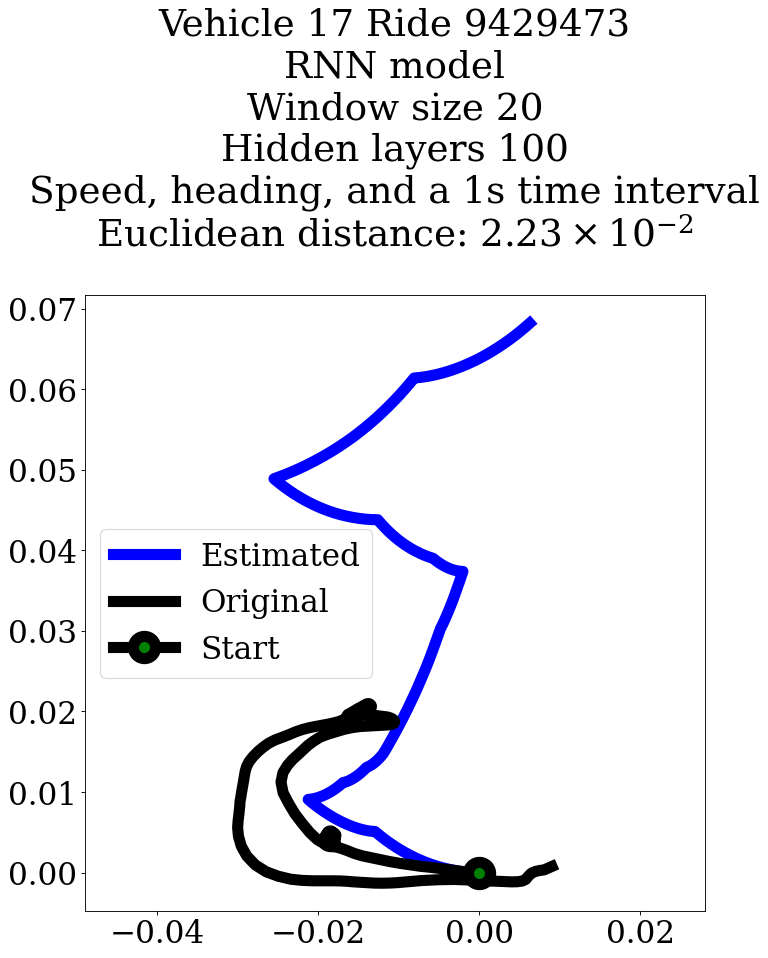 Vehicle 17 Ride 9429473
RNN model
Window size 20
Hidden layers 100
Speed, heading, and a 1s time interval
Euclidean distance: 2.23 × 10⁻²
0.07
0.06
0.05
0.04
0.03
0.02
0.01
0.00
Estimated
Original
Start
−0.04
−0.02
0.00
0.02